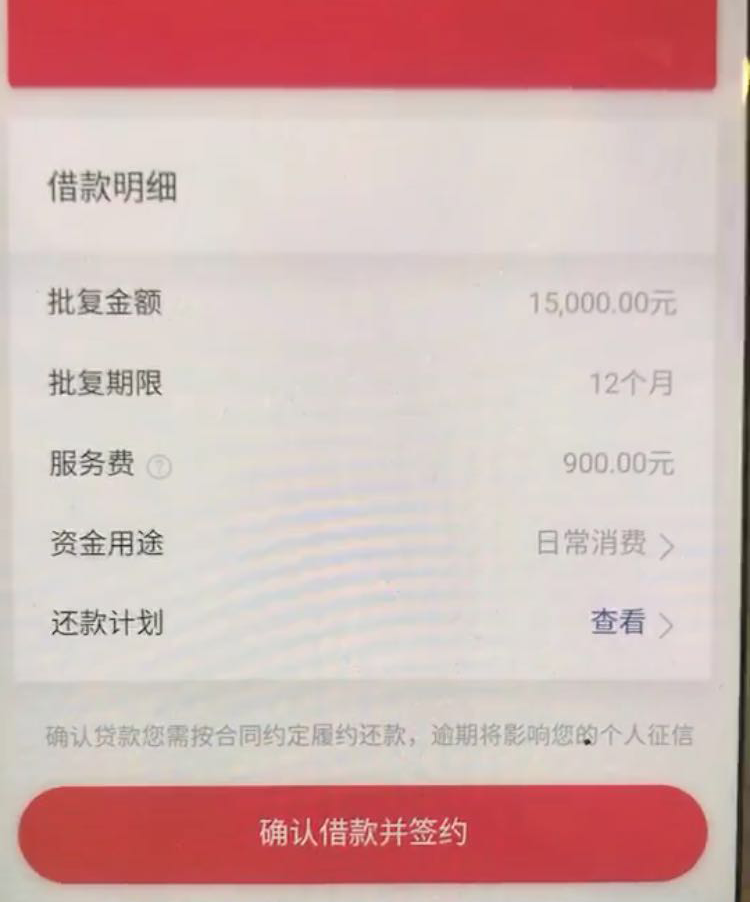 借款明细
批复金额 15,000.00元
批复期限 12个月
服务费 ? 900.00元
资金用途 日常消费 >
还款计划 查看 >
确认贷款您需按合同约定履约还款，逾期将影响您的个人征信
确认借款并签约